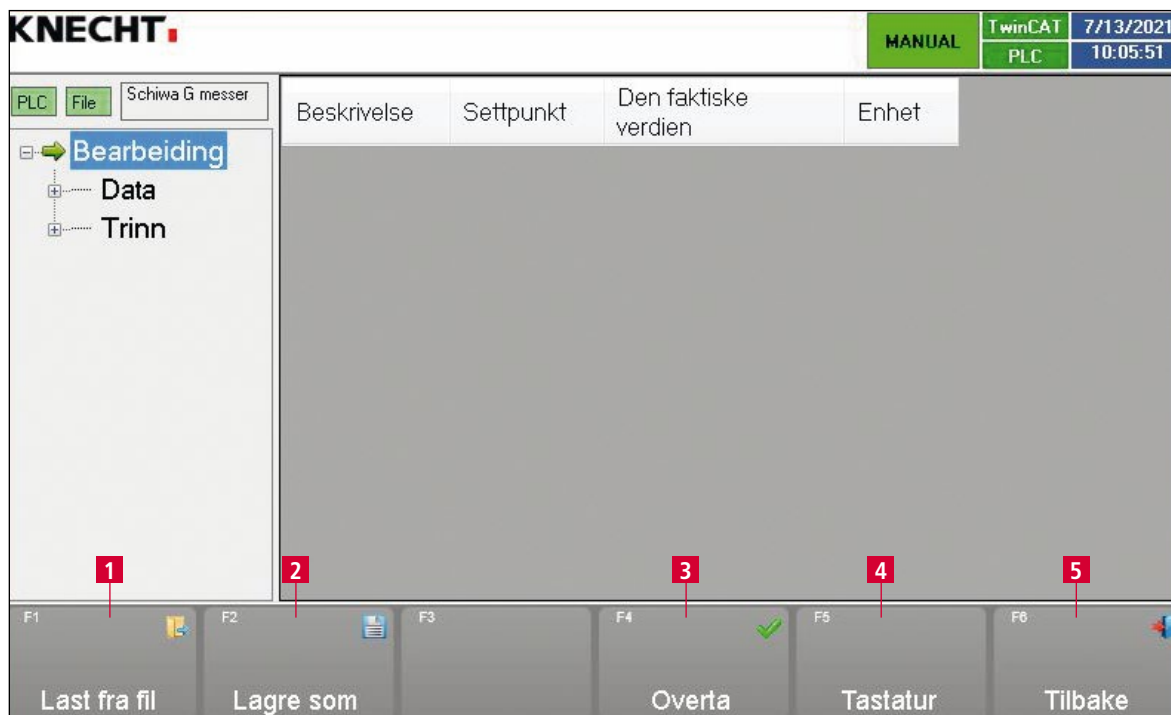 KNECHT
MANUAL
TwinCAT
PLC
7/13/2021
10:05:51
PLC
File
Schiwa G messer
Beskrivelse
Settpunkt
Den faktiske
verdien
Enhet
Bearbeiding
Data
Trinn
1
2
3
4
5
F1
F2
F3
F4
F5
F6
Last fra fil
Lagre som
Overta
Tastatur
Tilbake